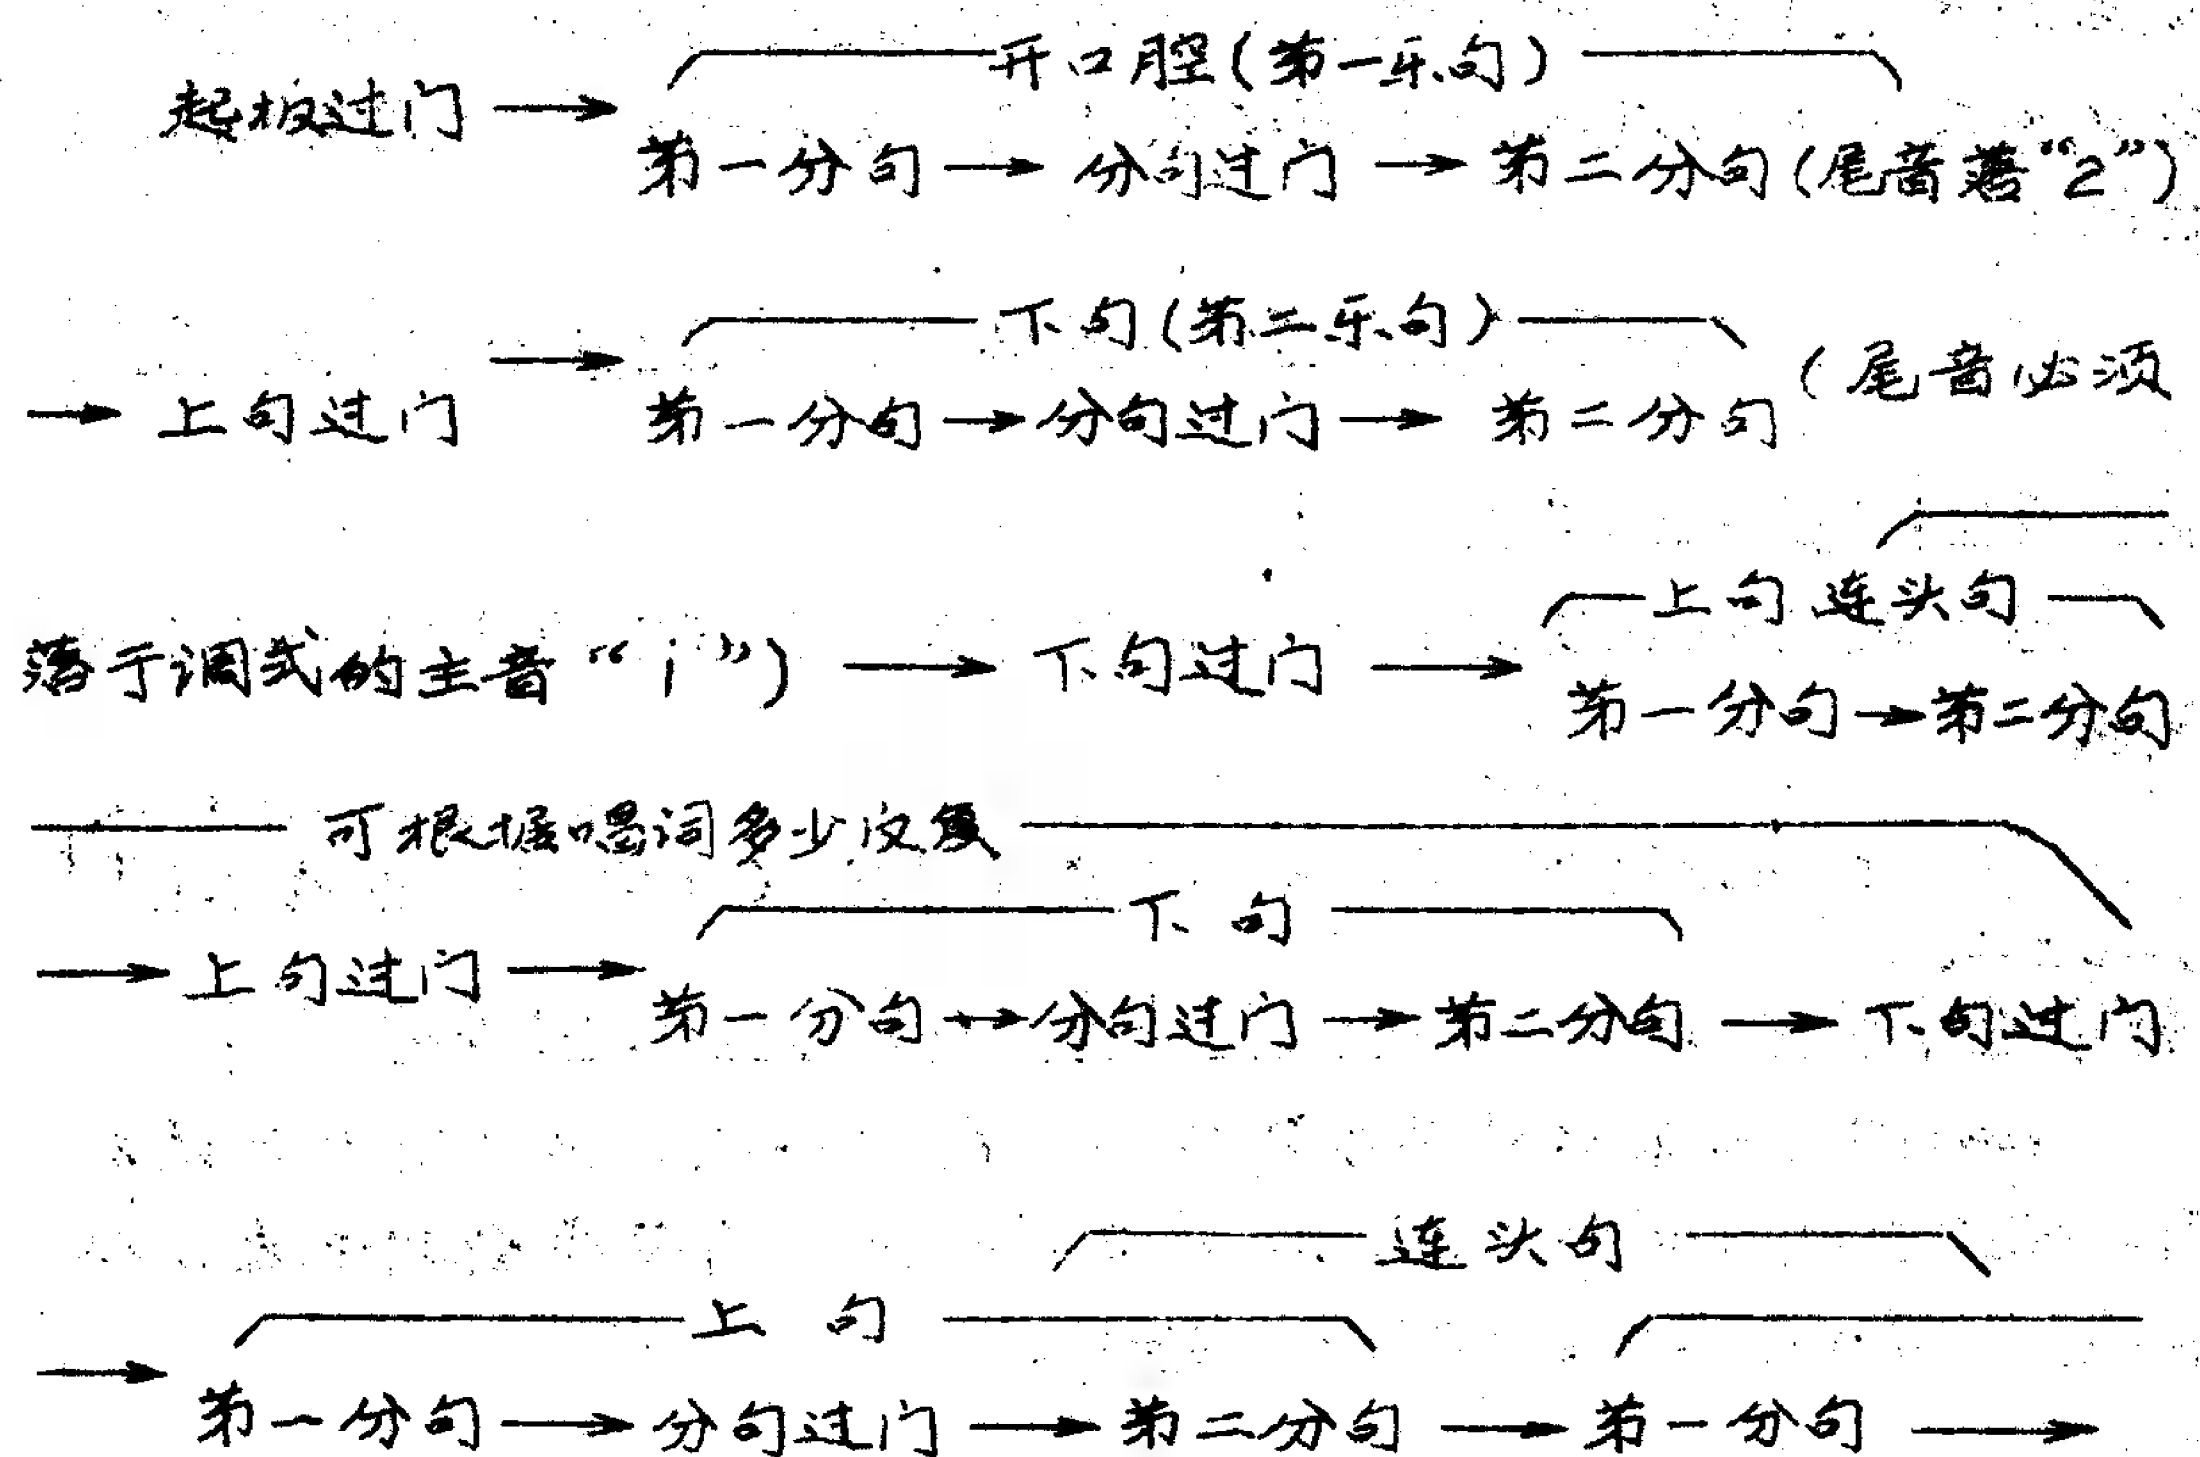 开口腔(第一乐句)
起板过门 → 第一分句 → 分句过门 → 第二分句(尾音落“2”)
下句(第二乐句)
→ 上句过门 → 第一分句 → 分句过门 → 第二分句 (尾音必须
上句 连头句
落于调式的主音“i”) → 下句过门 → 第一分句 → 第二分句
可根据唱词多少反复
下句
→ 上句过门 → 第一分句 → 分句过门 → 第二分句 → 下句过门
连头句
上句
→ 第一分句 → 分句过门 → 第二分句 → 第一分句 →